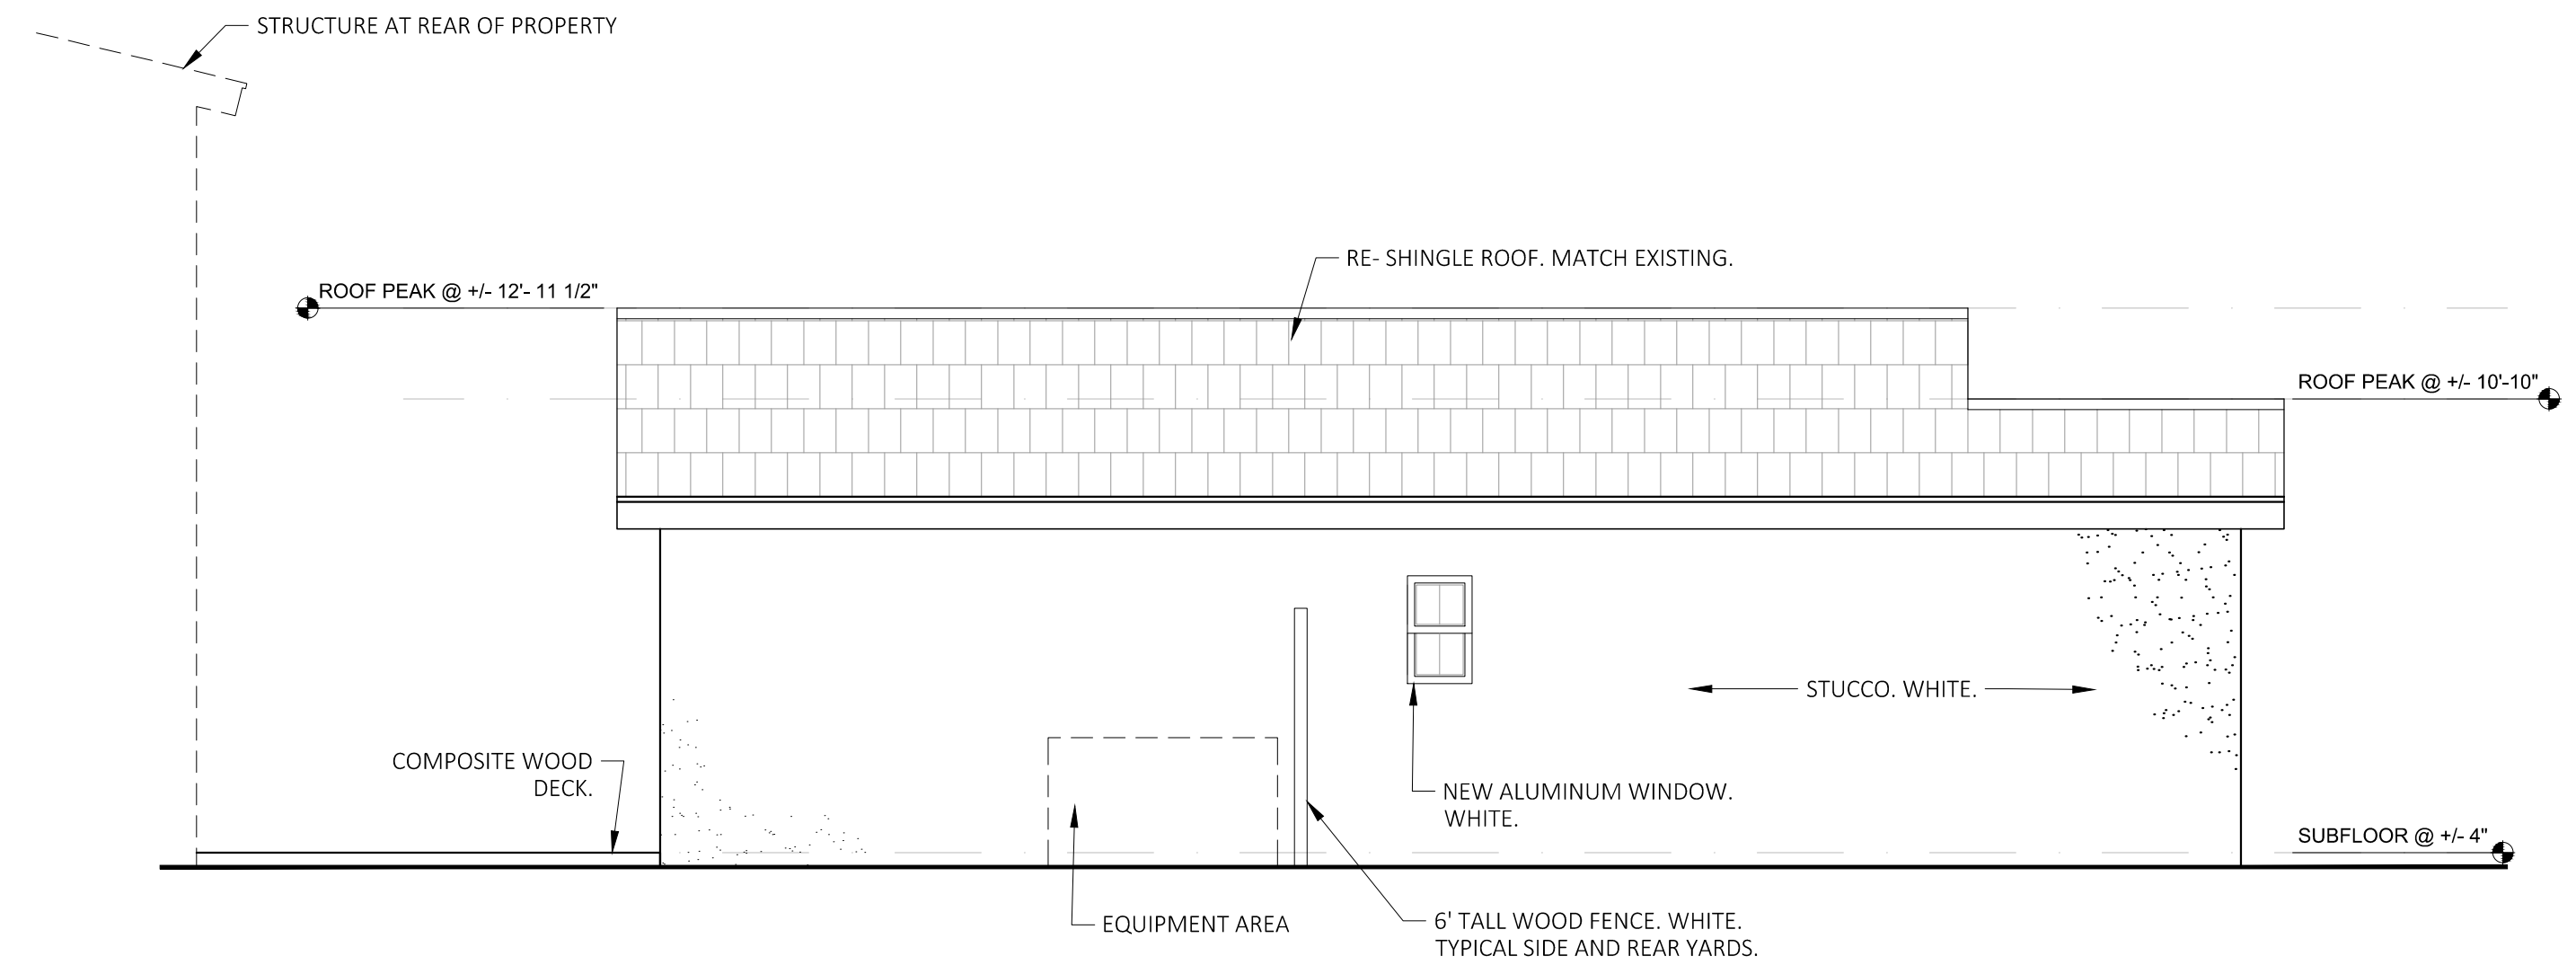 STRUCTURE AT REAR OF PROPERTY
RE- SHINGLE ROOF. MATCH EXISTING.
ROOF PEAK @ +/- 12'- 11 1/2"
ROOF PEAK @ +/- 10'-10"
STUCCO. WHITE.
COMPOSITE WOOD
DECK.
NEW ALUMINUM WINDOW.
WHITE.
SUBFLOOR @ +/- 4"
EQUIPMENT AREA
6' TALL WOOD FENCE. WHITE.
TYPICAL SIDE AND REAR YARDS.